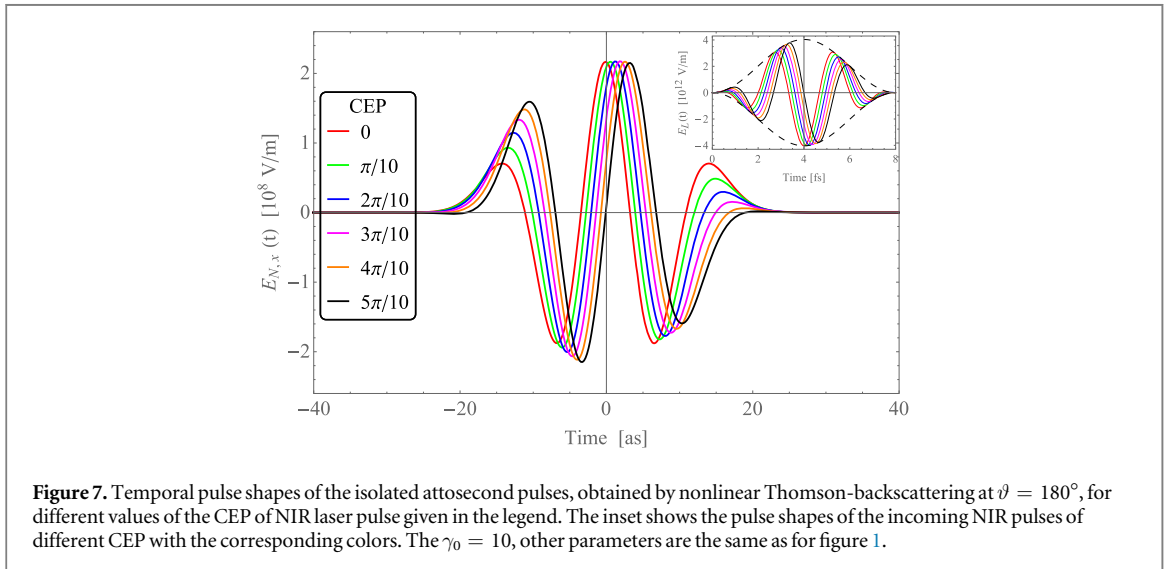 CEP
0
π/10
2π/10
3π/10
4π/10
5π/10
E_{N,x} (t) [10^8 V/m]
2
1
0
−1
−2
−40
−20
0
20
40
Time [as]
E_L(t) [10^{12} V/m]
4
2
0
−2
−4
0
2
4
6
8
Time [fs]
Figure 7. Temporal pulse shapes of the isolated attosecond pulses, obtained by nonlinear Thomson-backscattering at ϑ = 180°, for
different values of the CEP of NIR laser pulse given in the legend. The inset shows the pulse shapes of the incoming NIR pulses of
different CEP with the corresponding colors. The γ₀ = 10, other parameters are the same as for figure 1.